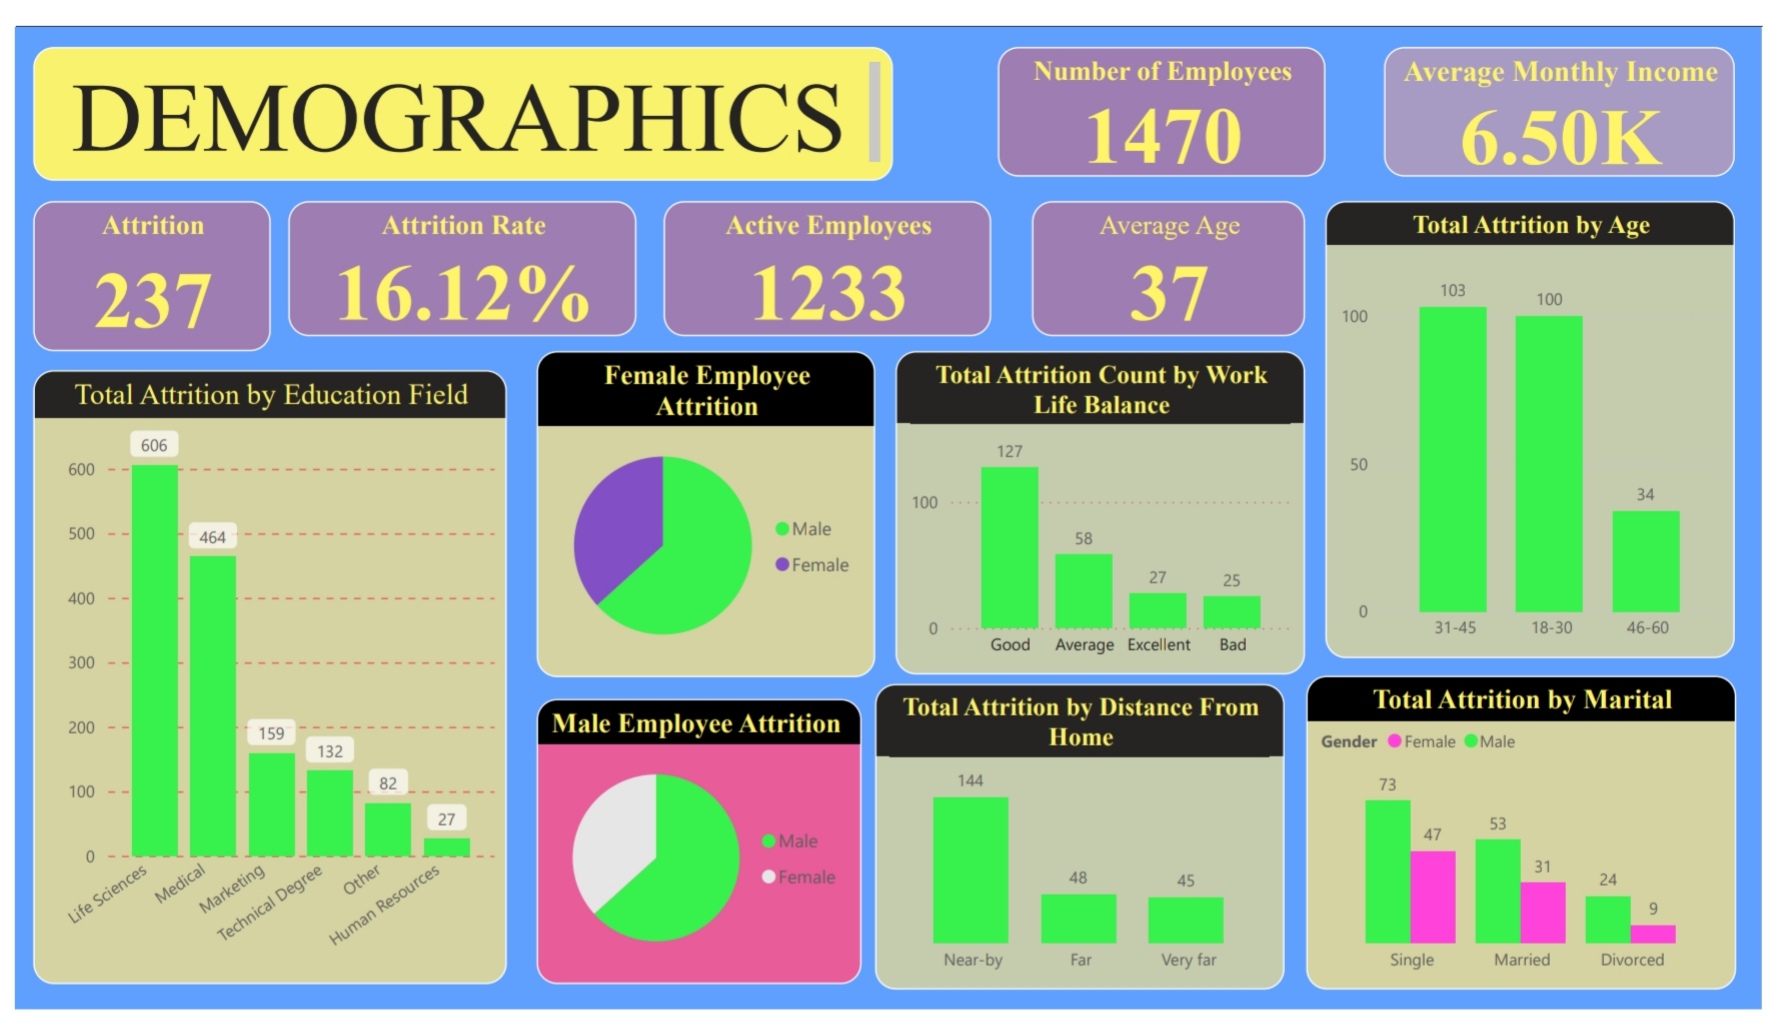 DEMOGRAPHICS
Number of Employees
1470
Average Monthly Income
6.50K
Attrition
237
Attrition Rate
16.12%
Active Employees
1233
Average Age
37
Total Attrition by Age
100
50
0
103
100
34
31-45
18-30
46-60
Total Attrition by Education Field
600
500
400
300
200
100
0
606
464
159
132
82
27
Life Sciences
Medical
Marketing
Technical Degree
Other
Human Resources
Female Employee
Attrition
Male
Female
Total Attrition Count by Work
Life Balance
100
0
127
58
27
25
Good
Average
Excellent
Bad
Male Employee Attrition
Male
Female
Total Attrition by Distance From
Home
144
48
45
Near-by
Far
Very far
Total Attrition by Marital
Gender Female Male
73
47
53
31
24
9
Single
Married
Divorced